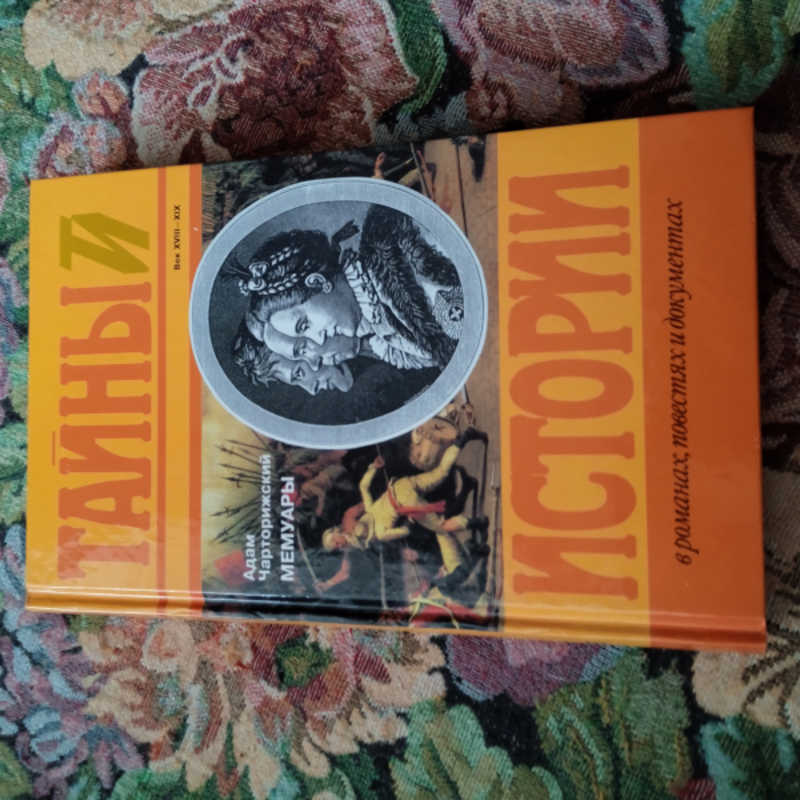 ТАЙНЫ
Век XVIII—XIX
Адам
Чарторижский
МЕМУАРЫ
ИСТОРИИ
в романах, повестях и документах